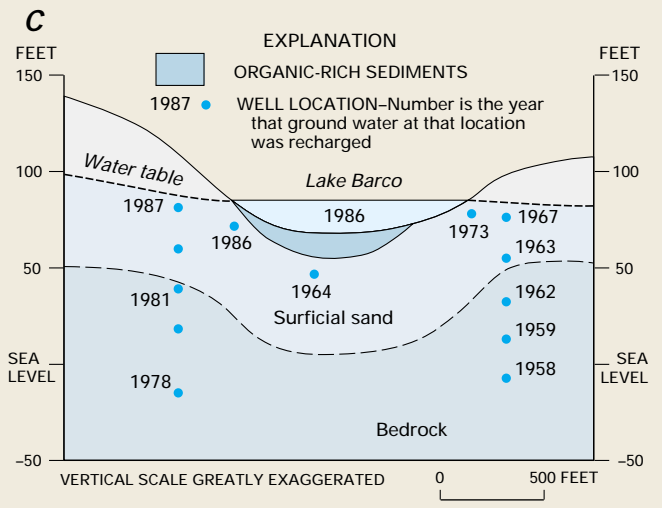 C
FEET
150
100
50
SEA
LEVEL
–50
EXPLANATION
ORGANIC-RICH SEDIMENTS
1987
WELL LOCATION–Number is the year
that ground water at that location
was recharged
FEET
150
100
50
SEA
LEVEL
–50
Water table
Lake Barco
1986
1987
1986
1981
1978
1964
1973
1967
1963
1962
1959
1958
Surficial sand
Bedrock
VERTICAL SCALE GREATLY EXAGGERATED
0 500 FEET